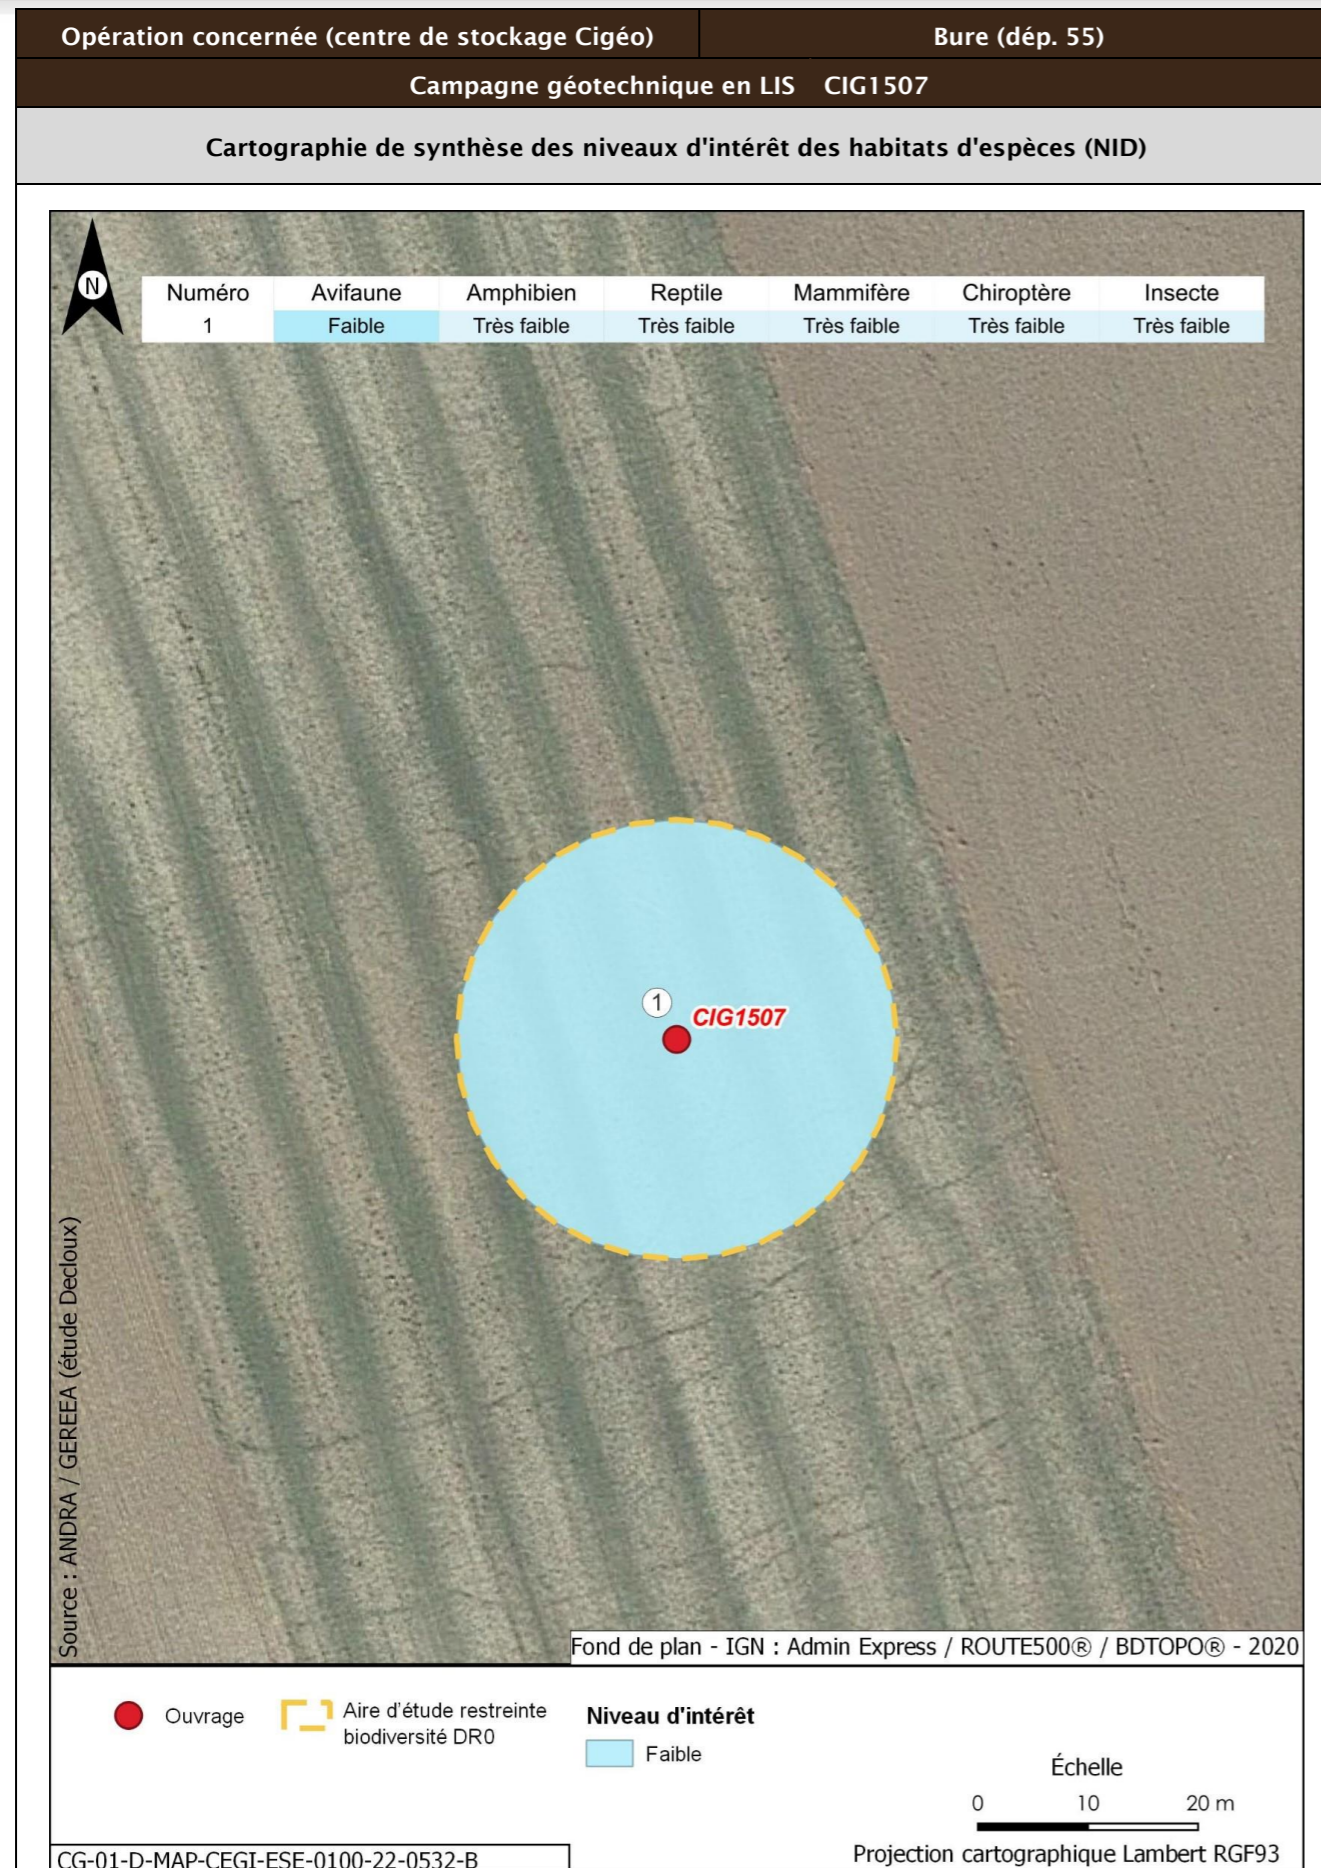 Opération concernée (centre de stockage Cigéo) Bure (dép. 55)
Campagne géotechnique en LIS CIG1507
Cartographie de synthèse des niveaux d'intérêt des habitats d'espèces (NID)
N
Numéro Avifaune Amphibien Reptile Mammifère Chiroptère Insecte
1 Faible Très faible Très faible Très faible Très faible Très faible
1
CIG1507
Source : ANDRA / GEREEA (étude Decloux)
Fond de plan - IGN : Admin Express / ROUTE500® / BDTOPO® - 2020
Ouvrage
Aire d'étude restreinte
biodiversité DR0
Niveau d'intérêt
Faible
Échelle
0 10 20 m
Projection cartographique Lambert RGF93
CG-01-D-MAP-CEGI-ESE-0100-22-0532-B